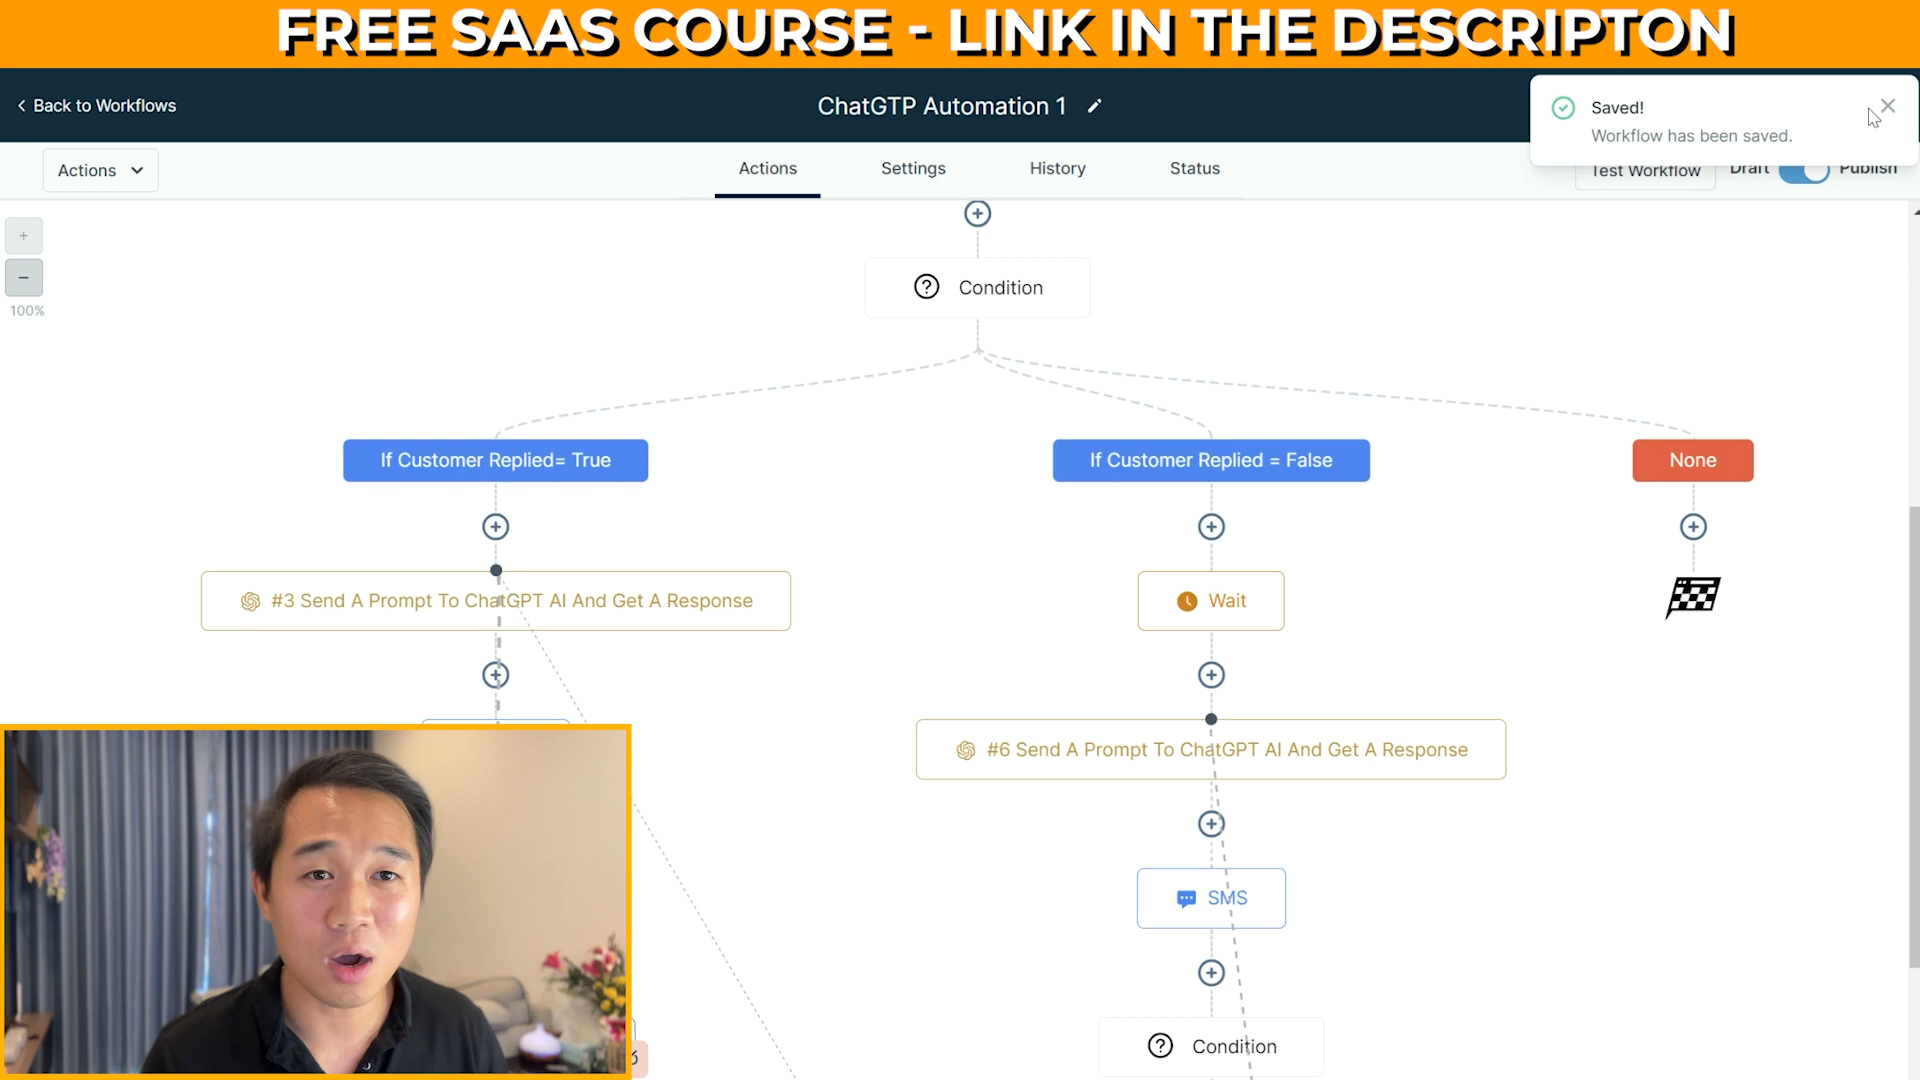 FREE SAAS COURSE - LINK IN THE DESCRIPTON
Back to Workflows
ChatGTP Automation 1
Saved!
Workflow has been saved.
Actions
Actions
Settings
History
Status
Test Workflow
Draft
Publish
+
−
100%
Condition
If Customer Replied= True
If Customer Replied = False
None
#3 Send A Prompt To ChatGPT AI And Get A Response
Wait
#6 Send A Prompt To ChatGPT AI And Get A Response
SMS
Condition